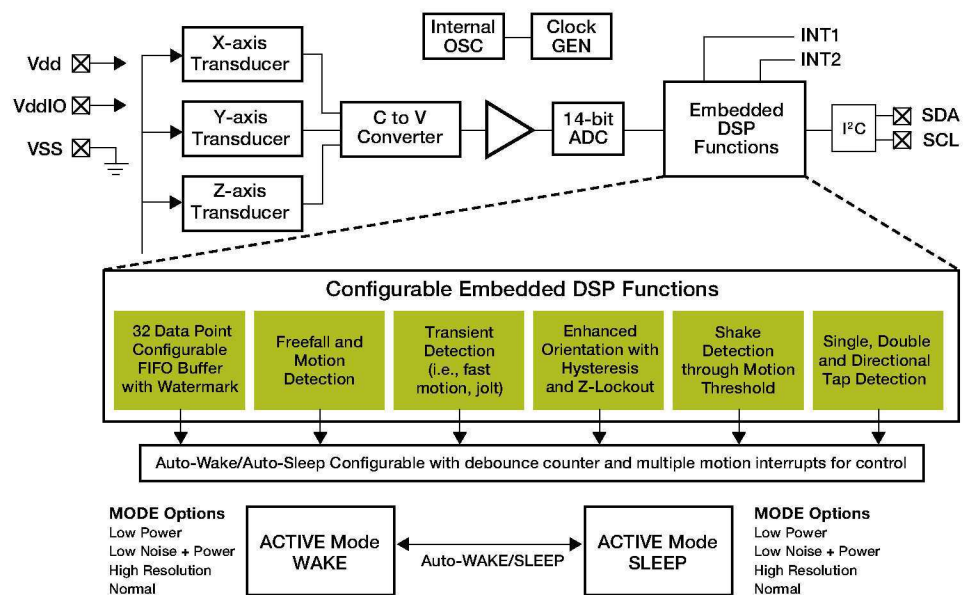 Vdd
VddIO
VSS
X-axis
Transducer
Y-axis
Transducer
Z-axis
Transducer
Internal
OSC
Clock
GEN
C to V
Converter
14-bit
ADC
Embedded
DSP
Functions
INT1
INT2
I²C
SDA
SCL
Configurable Embedded DSP Functions
32 Data Point
Configurable
FIFO Buffer
with Watermark
Freefall and
Motion
Detection
Transient
Detection
(i.e., fast
motion, jolt)
Enhanced
Orientation with
Hysteresis
and Z-Lockout
Shake
Detection
through Motion
Threshold
Single, Double
and Directional
Tap Detection
Auto-Wake/Auto-Sleep Configurable with debounce counter and multiple motion interrupts for control
MODE Options
Low Power
Low Noise + Power
High Resolution
Normal
ACTIVE Mode
WAKE
Auto-WAKE/SLEEP
ACTIVE Mode
SLEEP
MODE Options
Low Power
Low Noise + Power
High Resolution
Normal